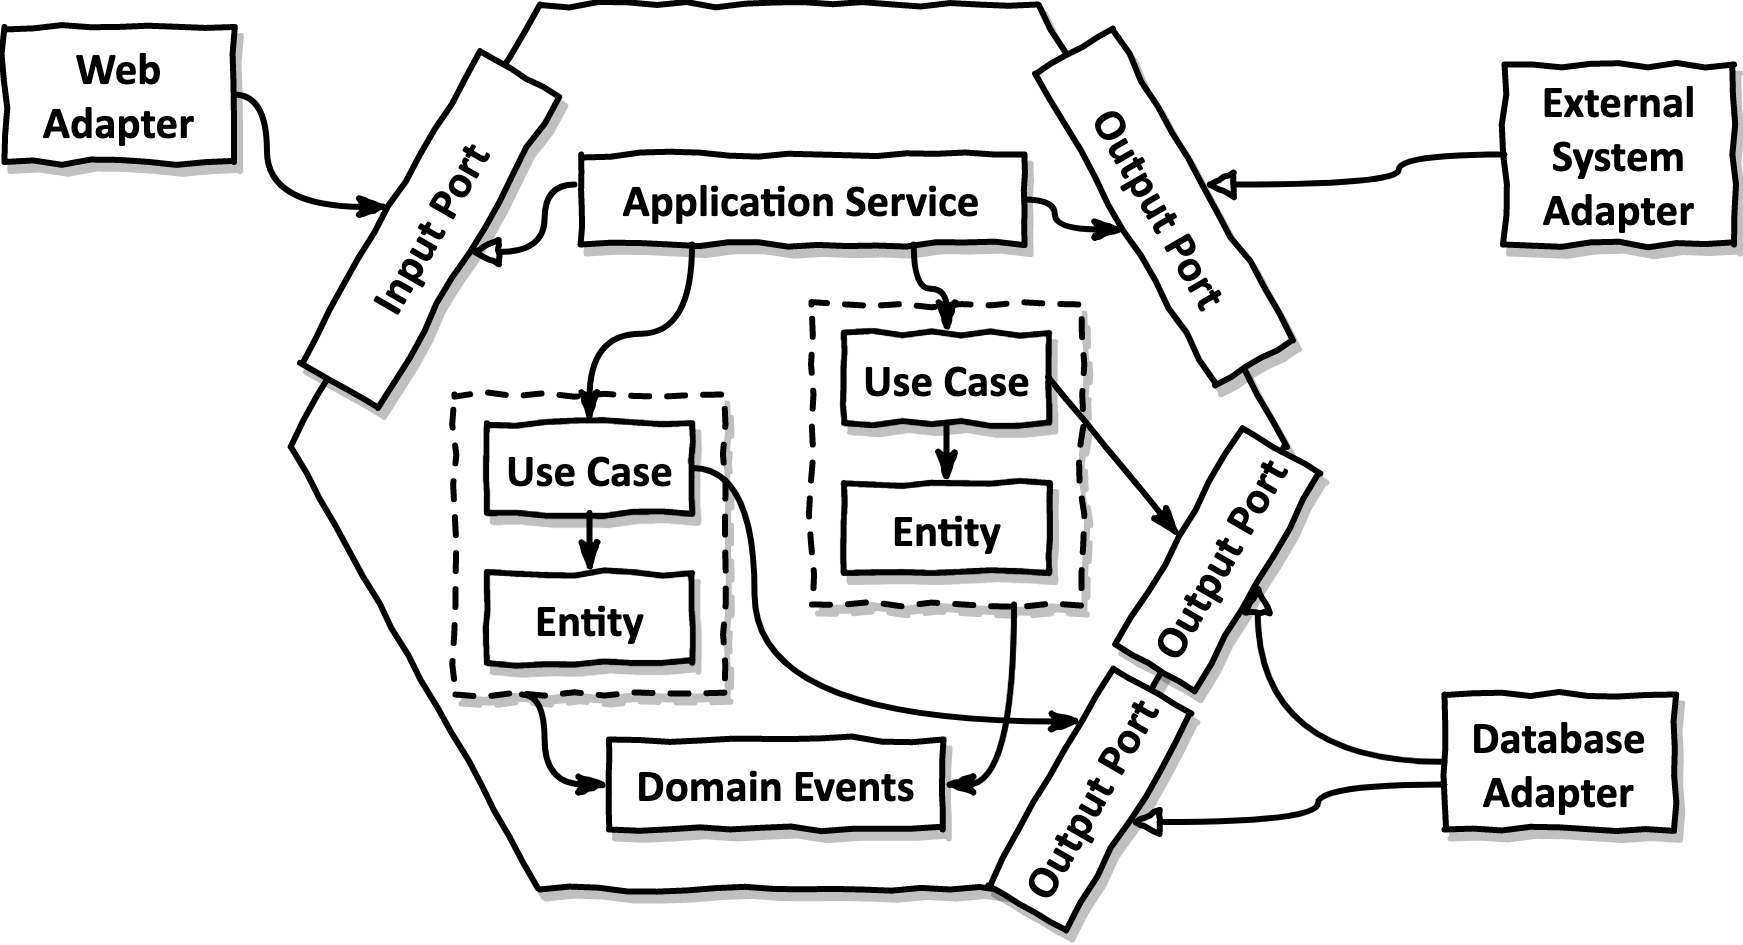 Web
Adapter
Input Port
Application Service
Output Port
External
System
Adapter
Use Case
Entity
Use Case
Entity
Output Port
Domain Events
Output Port
Database
Adapter